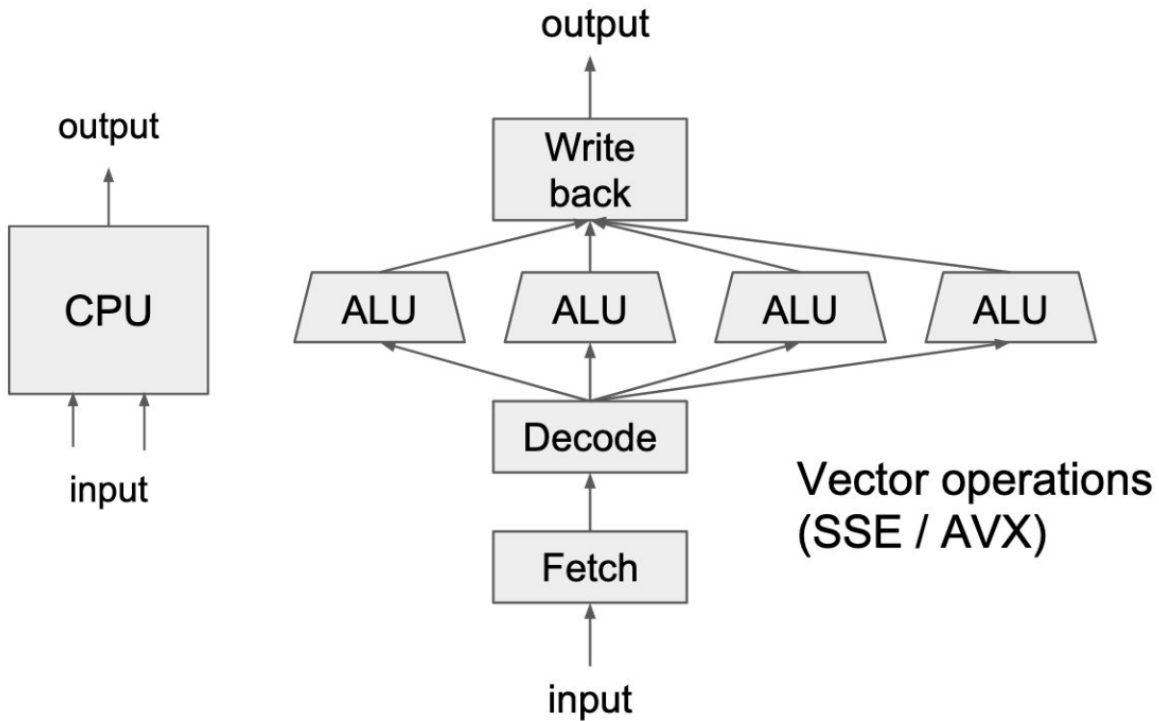 output
CPU
input
output
Write
back
ALU
ALU
ALU
ALU
Decode
Fetch
input
Vector operations
(SSE / AVX)